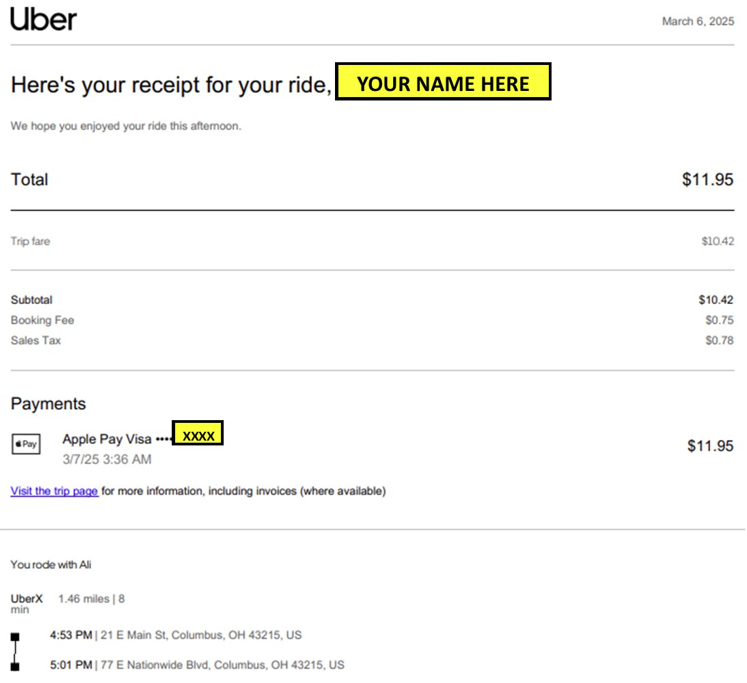 Uber
March 6, 2025
Here's your receipt for your ride, YOUR NAME HERE
We hope you enjoyed your ride this afternoon.
Total $11.95
Trip fare $10.42
Subtotal $10.42
Booking Fee $0.75
Sales Tax $0.78
Payments
Pay Apple Pay Visa •••• XXXX $11.95
3/7/25 3:36 AM
Visit the trip page for more information, including invoices (where available)
You rode with Ali
UberX 1.46 miles | 8
min
4:53 PM | 21 E Main St, Columbus, OH 43215, US
5:01 PM | 77 E Nationwide Blvd, Columbus, OH 43215, US